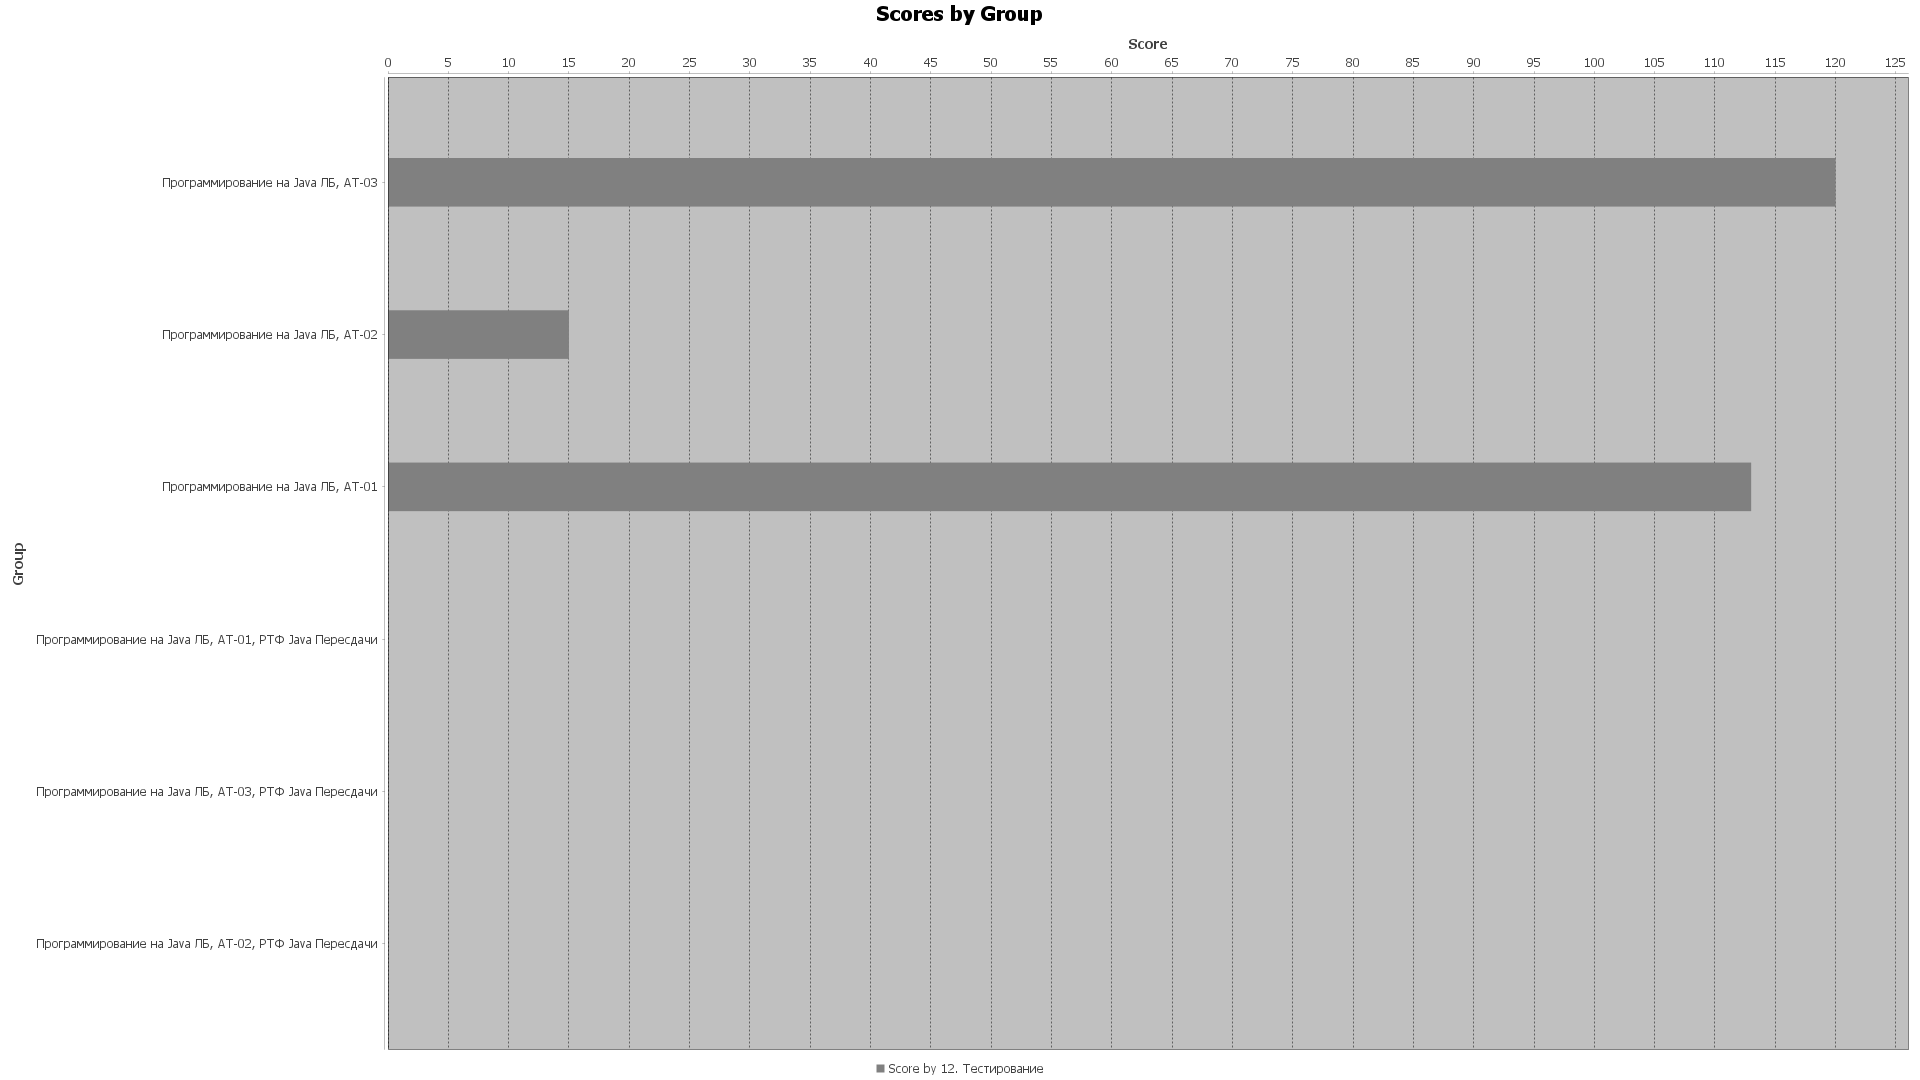 Scores by Group
Score
0 5 10 15 20 25 30 35 40 45 50 55 60 65 70 75 80 85 90 95 100 105 110 115 120 125
Программирование на Java ЛБ, АТ-03
Программирование на Java ЛБ, АТ-02
Программирование на Java ЛБ, АТ-01
Group
Программирование на Java ЛБ, АТ-01, РТФ Java Пересдачи
Программирование на Java ЛБ, АТ-03, РТФ Java Пересдачи
Программирование на Java ЛБ, АТ-02, РТФ Java Пересдачи
Score by 12. Тестирование